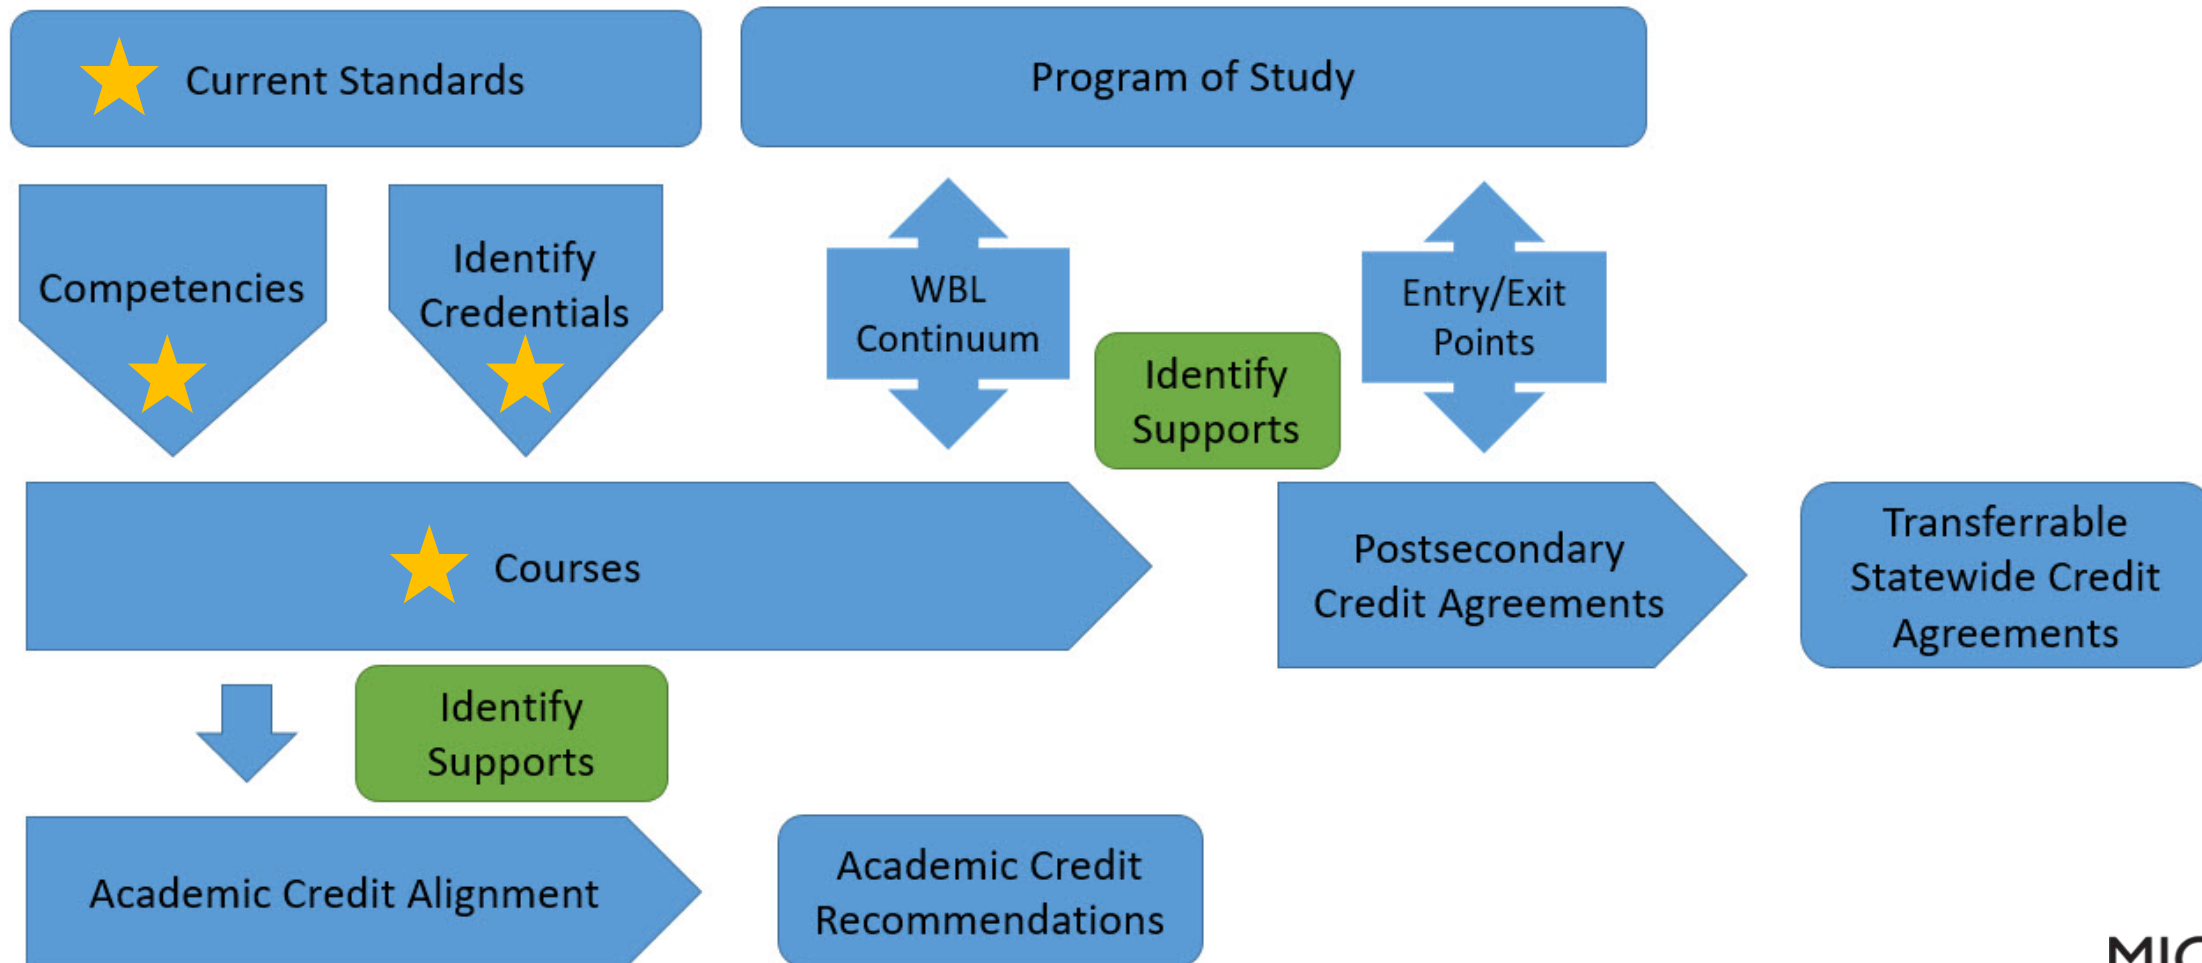 Current Standards
Program of Study
Competencies
Identify
Credentials
WBL
Continuum
Identify
Supports
Entry/Exit
Points
Courses
Postsecondary
Credit Agreements
Transferrable
Statewide Credit
Agreements
Identify
Supports
Academic Credit Alignment
Academic Credit
Recommendations